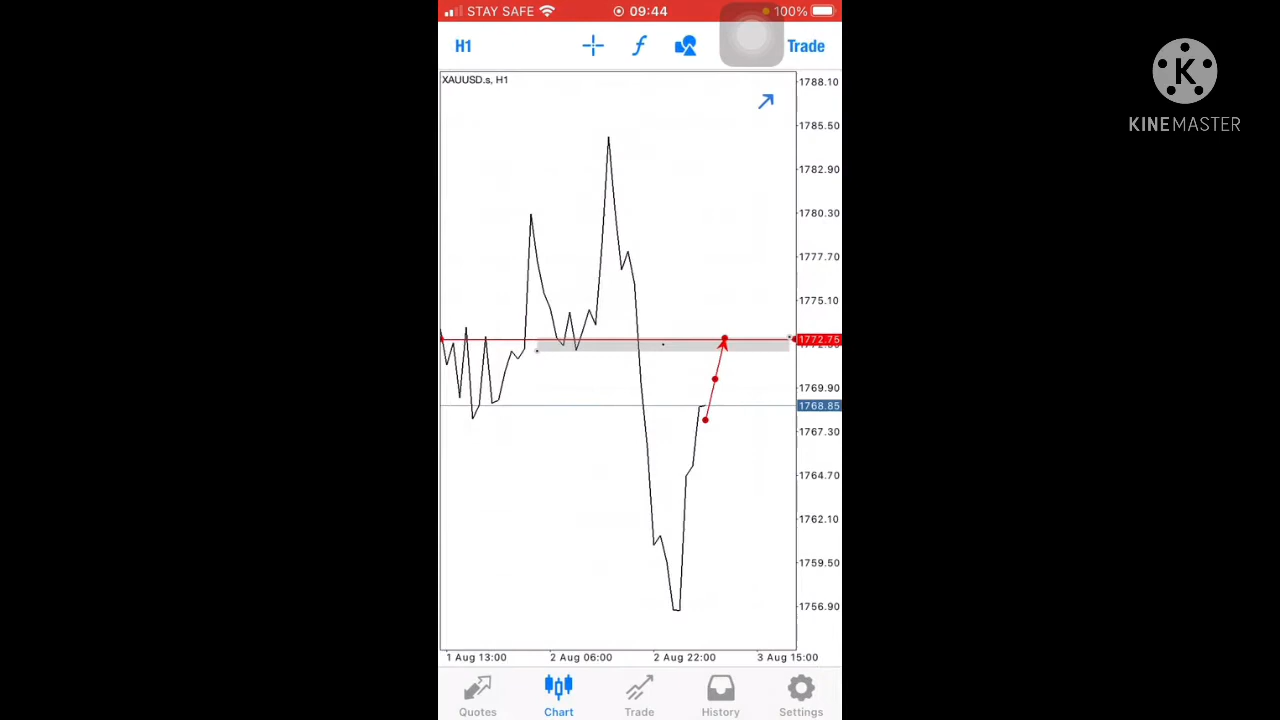 STAY SAFE 09:44 100%
H1 f Trade
XAUUSD.s, H1
1788.10
1785.50
1782.90
1780.30
1777.70
1775.10
1772.75
1769.90
1768.85
1767.30
1764.70
1762.10
1759.50
1756.90
1 Aug 13:00 2 Aug 06:00 2 Aug 22:00 3 Aug 15:00
Quotes Chart Trade History Settings
K
KINEMASTER